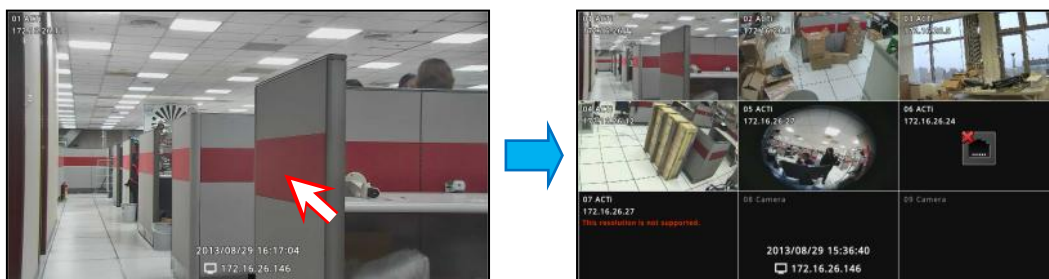 01 ACTi
2013/08/29 16:17:04
172.16.26.146
02 ACTi
04 ACTi
05 ACTi
172.16.26.27
06 ACTi
172.16.26.24
07 ACTi
172.16.26.27
This resolution is not supported.
08 Camera
09 Camera
2013/08/29 15:36:40
172.16.26.146